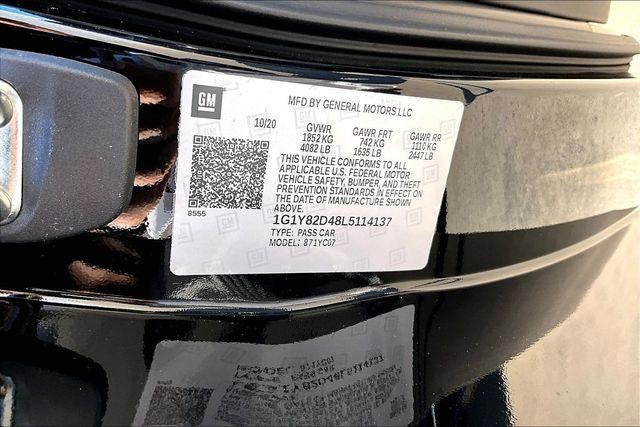 GM
MFD BY GENERAL MOTORS LLC
10/20 GVWR GAWR FRT GAWR RR
1852 KG 742 KG 1110 KG
4082 LB 1635 LB 2447 LB
THIS VEHICLE CONFORMS TO ALL
APPLICABLE U.S. FEDERAL MOTOR
VEHICLE SAFETY, BUMPER, AND THEFT
PREVENTION STANDARDS IN EFFECT ON
THE DATE OF MANUFACTURE SHOWN
ABOVE.
8555
1G1Y82D48L5114137
TYPE: PASS CAR
MODEL: 871YC07